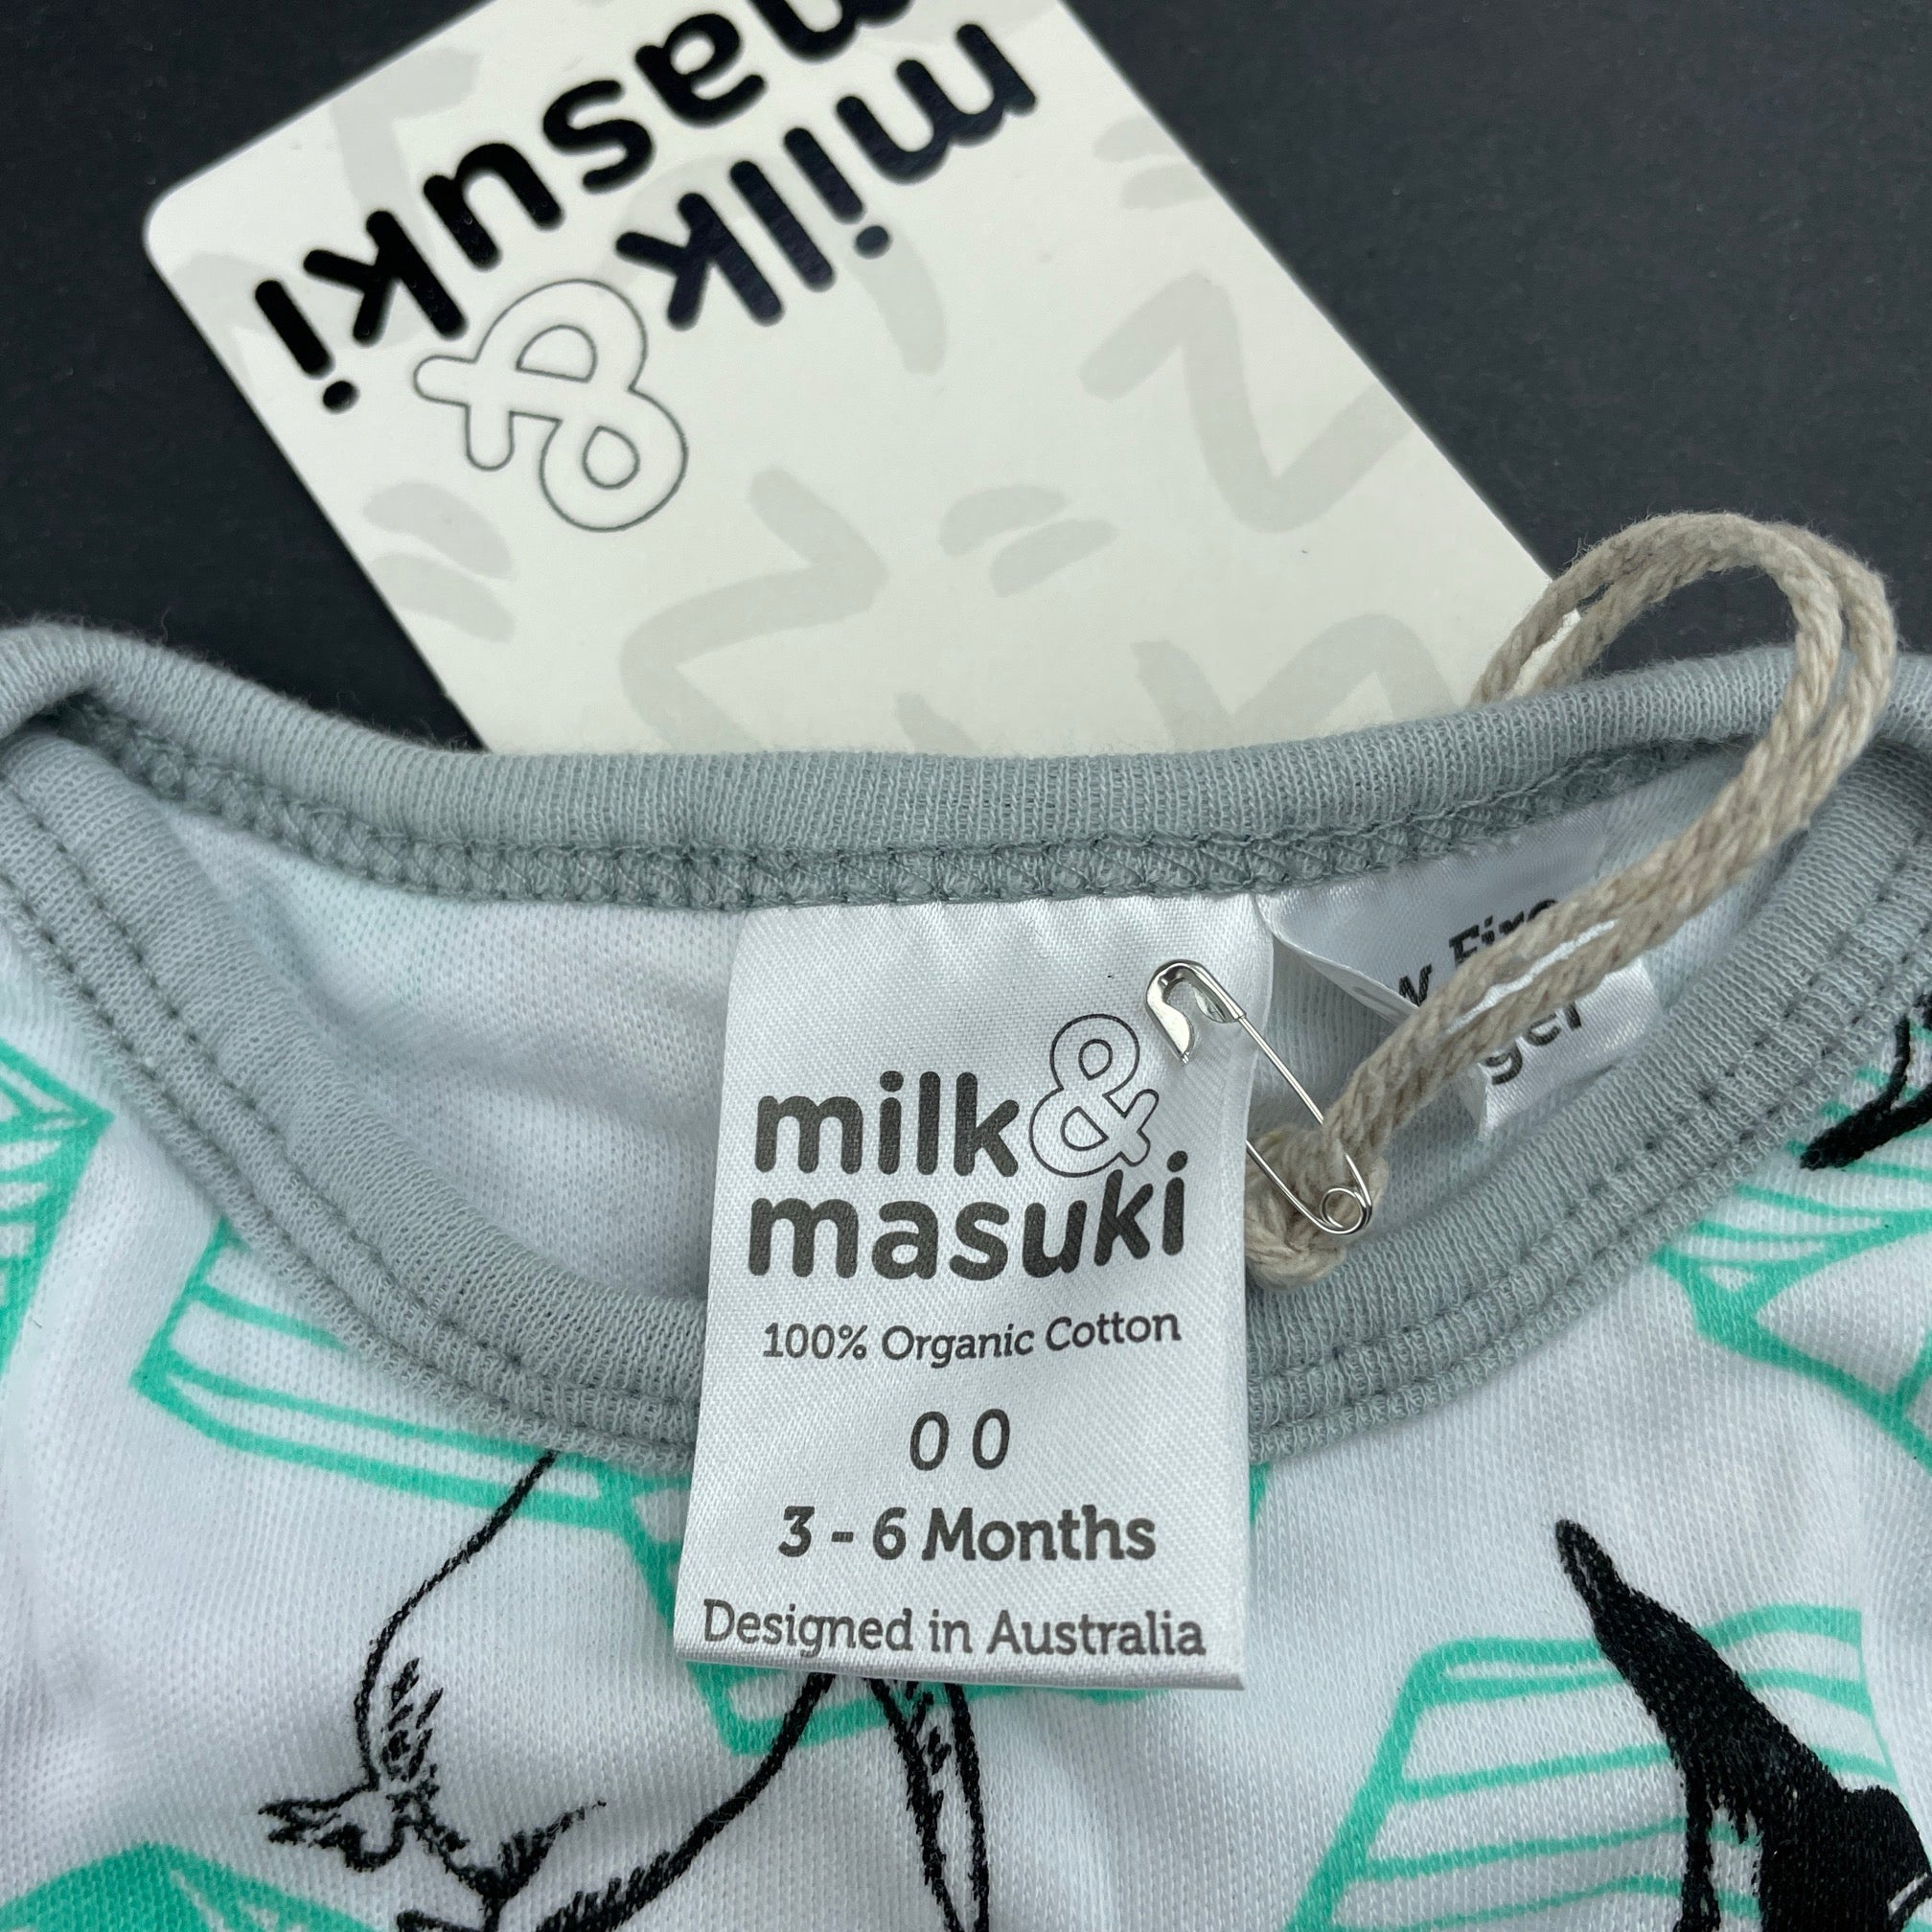 milk &
masuki
milk &
masuki
100% Organic Cotton
0 0
3 - 6 Months
Designed in Australia